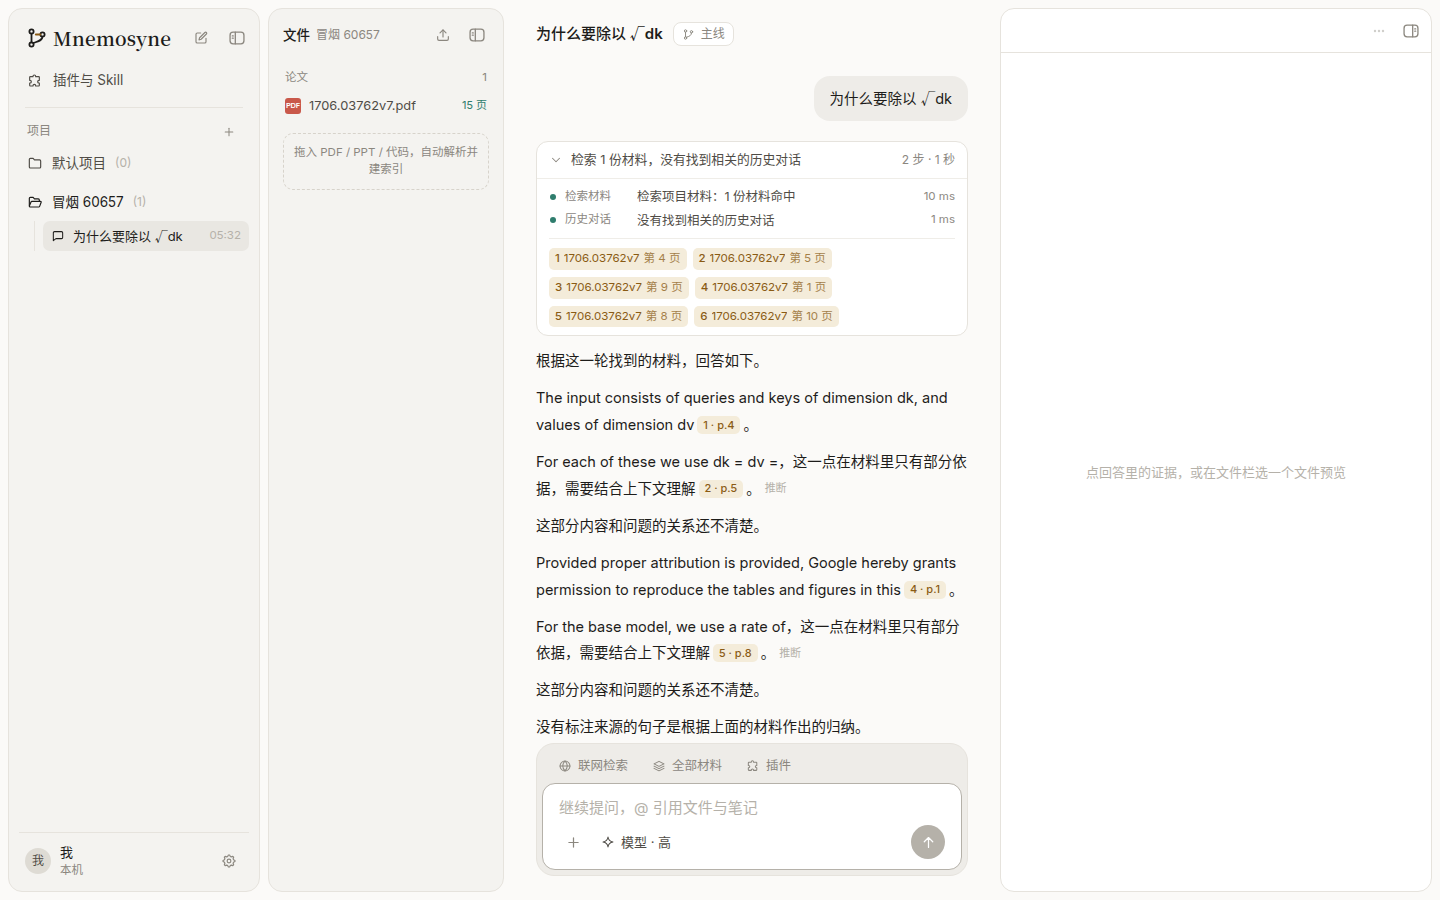 Mnemosyne
插件与 Skill
项目
默认项目 (0)
冒烟 60657 (1)
为什么要除以 √dk 05:32
我 我
本机
文件 冒烟 60657
论文 1
PDF 1706.03762v7.pdf 15 页
拖入 PDF / PPT / 代码，自动解析并
建索引
为什么要除以 √dk 主线
为什么要除以 √dk
检索 1 份材料，没有找到相关的历史对话 2 步 · 1 秒
检索材料 检索项目材料：1 份材料命中 10 ms
历史对话 没有找到相关的历史对话 1 ms
1 1706.03762v7 第 4 页 2 1706.03762v7 第 5 页
3 1706.03762v7 第 9 页 4 1706.03762v7 第 1 页
5 1706.03762v7 第 8 页 6 1706.03762v7 第 10 页
根据这一轮找到的材料，回答如下。
The input consists of queries and keys of dimension dk, and
values of dimension dv 1 · p.4 。
For each of these we use dk = dv =，这一点在材料里只有部分依
据，需要结合上下文理解 2 · p.5 。 推断
这部分内容和问题的关系还不清楚。
Provided proper attribution is provided, Google hereby grants
permission to reproduce the tables and figures in this 4 · p.1 。
For the base model, we use a rate of，这一点在材料里只有部分
依据，需要结合上下文理解 5 · p.8 。 推断
这部分内容和问题的关系还不清楚。
没有标注来源的句子是根据上面的材料作出的归纳。
联网检索 全部材料 插件
继续提问，@ 引用文件与笔记
模型 · 高
点回答里的证据，或在文件栏选一个文件预览